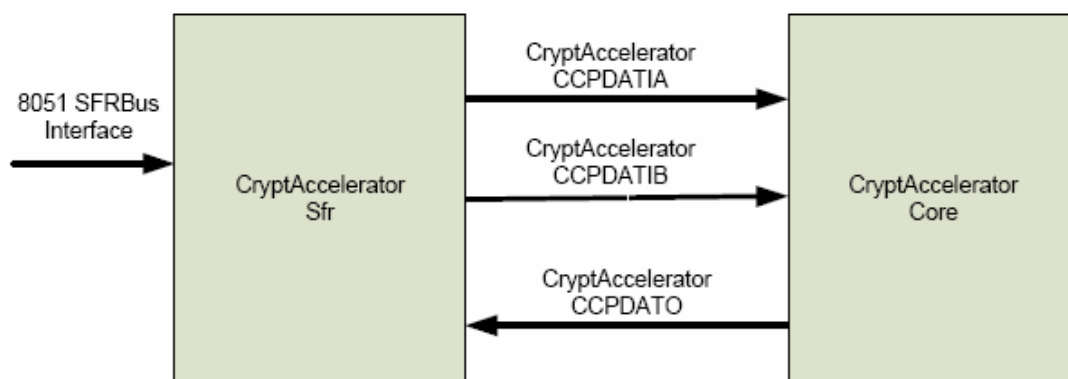 CryptAccelerator
CCPDATIA
8051 SFRBus
Interface
CryptAccelerator
CCPDATIB
CryptAccelerator
Sfr
CryptAccelerator
Core
CryptAccelerator
CCPDATO